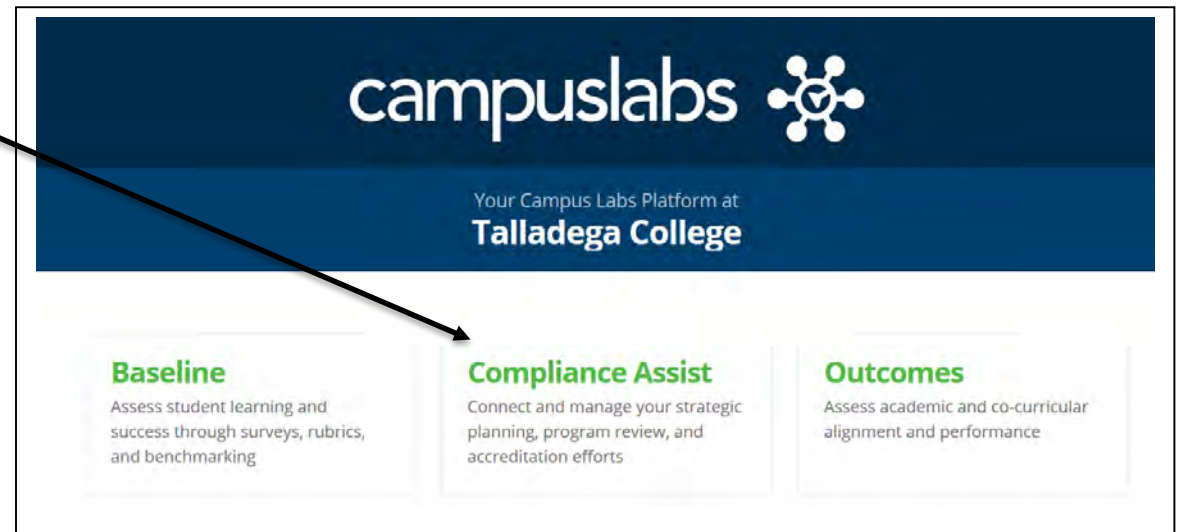 campuslabs
Your Campus Labs Platform at
Talladega College
Baseline
Assess student learning and
success through surveys, rubrics,
and benchmarking
Compliance Assist
Connect and manage your strategic
planning, program review, and
accreditation efforts
Outcomes
Assess academic and co-curricular
alignment and performance